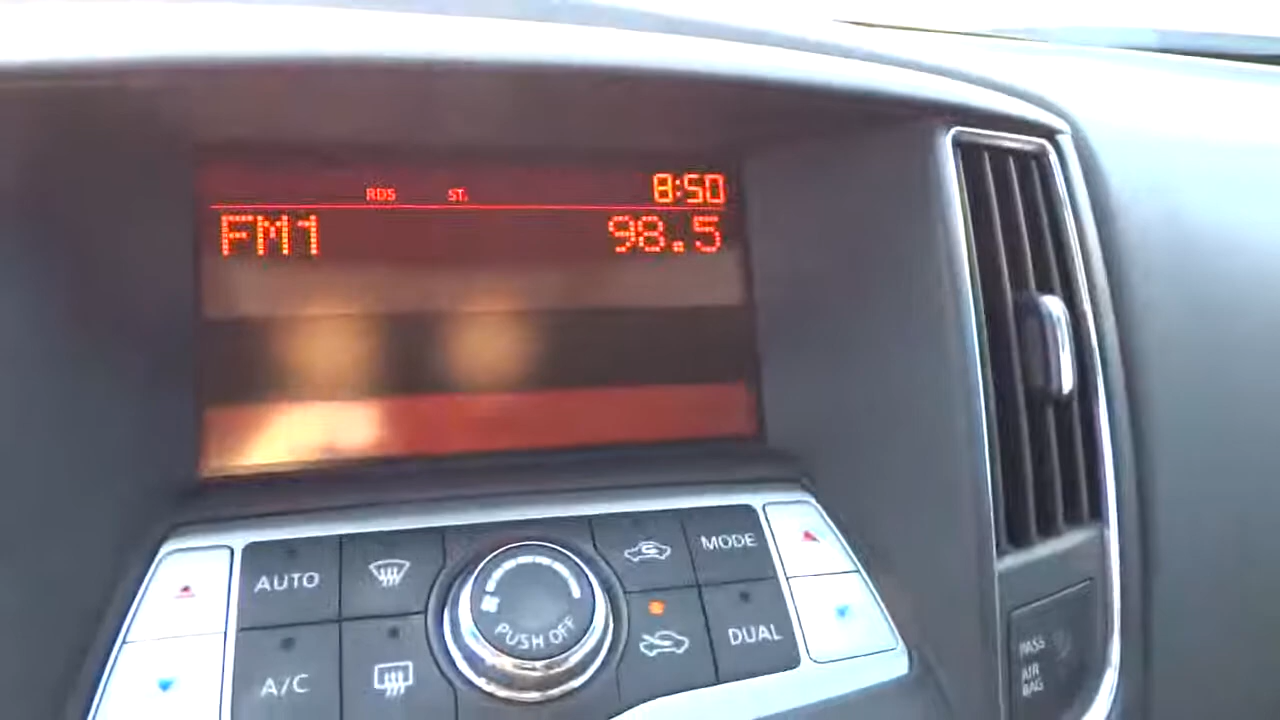 RDS ST. 8:50
FM1 98.5
AUTO
MODE
PUSH OFF
A/C
DUAL
PASS
AIR
BAG